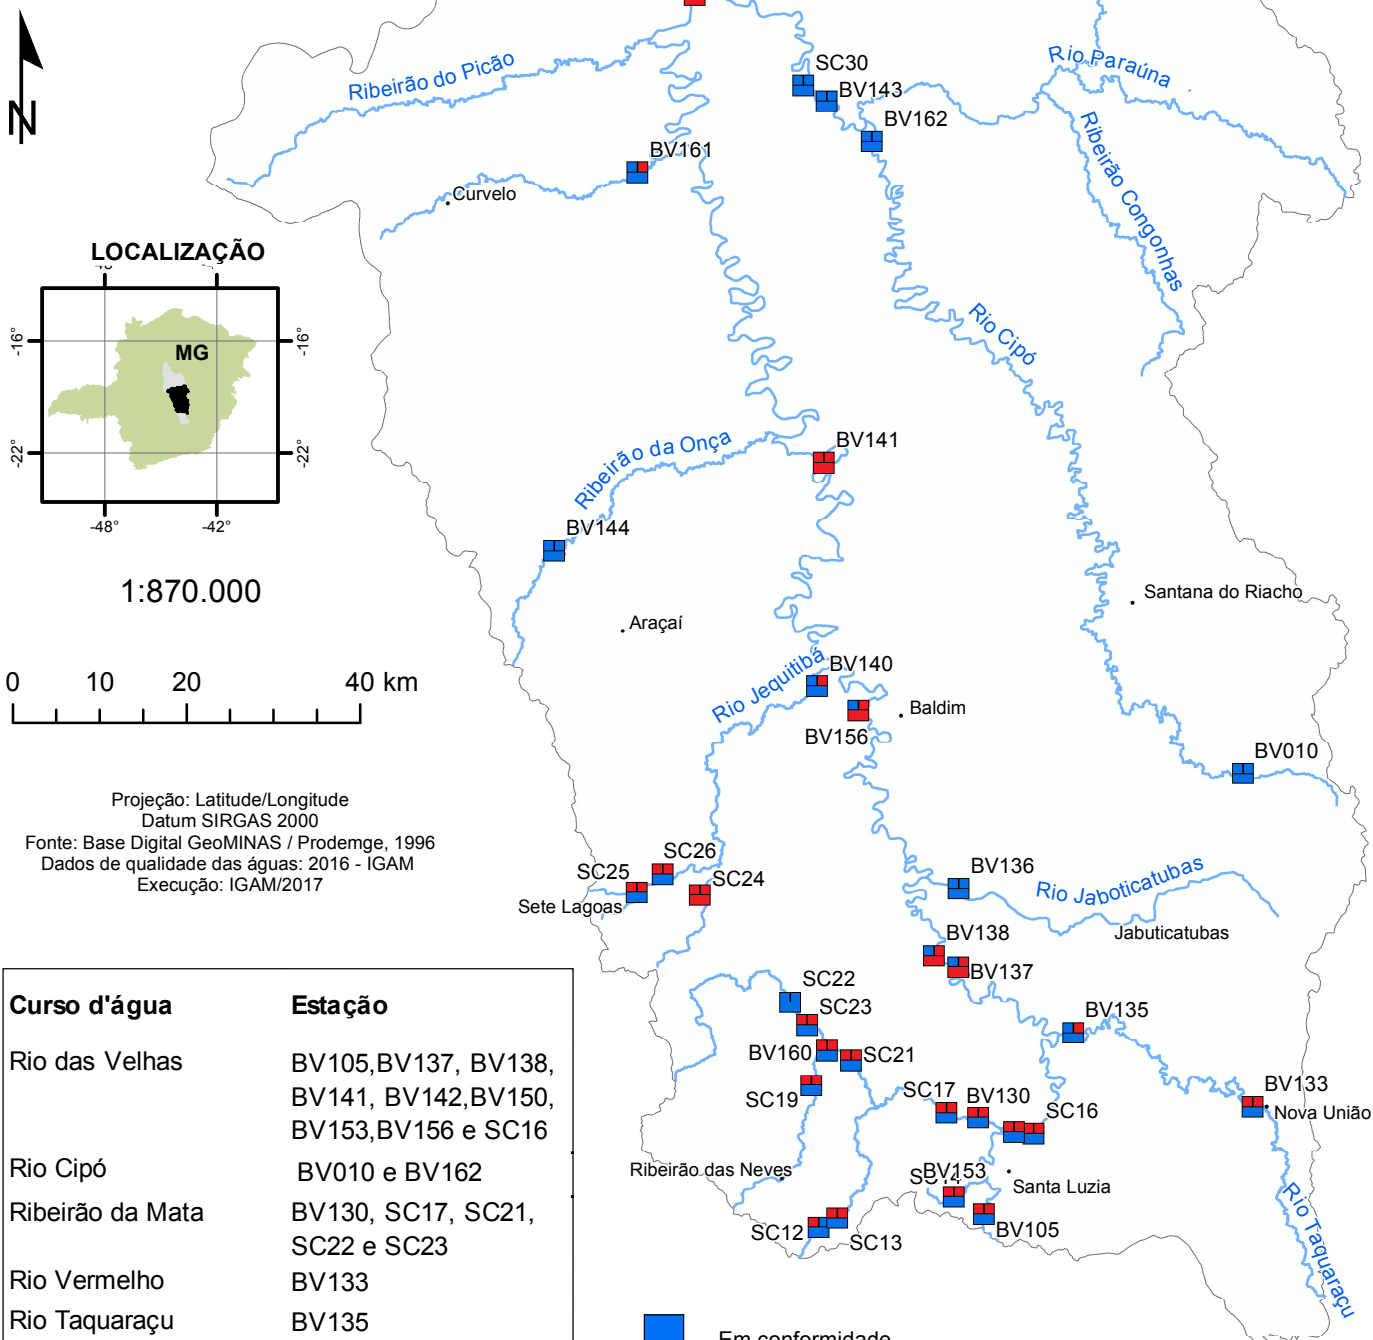 N
Ribeirão do Picão
SC30
BV143
BV162
Rio Paraúna
Ribeirão Congonhas
BV161
Curvelo
LOCALIZAÇÃO
-16°
MG
-16°
-22°
-22°
-48°
-42°
1:870.000
0 10 20 40 km
Rio Cipó
BV141
Ribeirão da Onça
BV144
Santana do Riacho
Araçaí
Rio Jequitibá
BV140
BV156
Baldim
BV010
Projeção: Latitude/Longitude
Datum SIRGAS 2000
Fonte: Base Digital GeoMINAS / Prodemge, 1996
Dados de qualidade das águas: 2016 - IGAM
Execução: IGAM/2017
SC26
SC25
SC24
Sete Lagoas
BV136
Rio Jaboticatubas
Jabuticatubas
BV138
BV137
SC22
SC23
BV135
BV160
SC21
SC19
SC17
BV130
SC16
BV133
Nova União
Ribeirão das Neves
BV153
Santa Luzia
SC12
SC13
BV105
Rio Taquaraçu
Curso d'água Estação
Rio das Velhas BV105,BV137, BV138,
BV141, BV142,BV150,
BV153,BV156 e SC16
Rio Cipó BV010 e BV162
Ribeirão da Mata BV130, SC17, SC21,
SC22 e SC23
Rio Vermelho BV133
Rio Taquaraçu BV135
Em conformidade